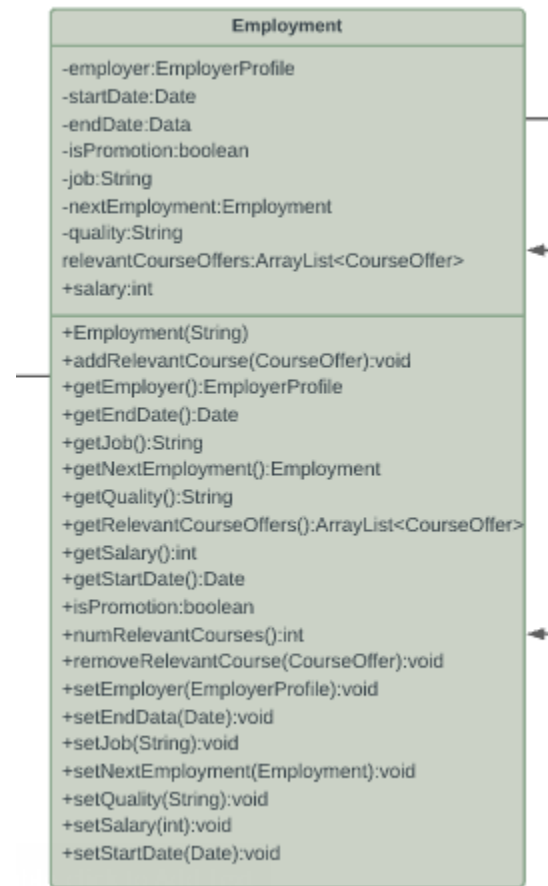 Employment
-employer:EmployerProfile
-startDate:Date
-endDate:Data
-isPromotion:boolean
-job:String
-nextEmployment:Employment
-quality:String
relevantCourseOffers:ArrayList<CourseOffer>
+salary:int
+Employment(String)
+addRelevantCourse(CourseOffer):void
+getEmployer():EmployerProfile
+getEndDate():Date
+getJob():String
+getNextEmployment():Employment
+getQuality():String
+getRelevantCourseOffers():ArrayList<CourseOffer>
+getSalary():int
+getStartDate():Date
+isPromotion:boolean
+numRelevantCourses():int
+removeRelevantCourse(CourseOffer):void
+setEmployer(EmployerProfile):void
+setEndData(Date):void
+setJob(String):void
+setNextEmployment(Employment):void
+setQuality(String):void
+setSalary(int):void
+setStartDate(Date):void